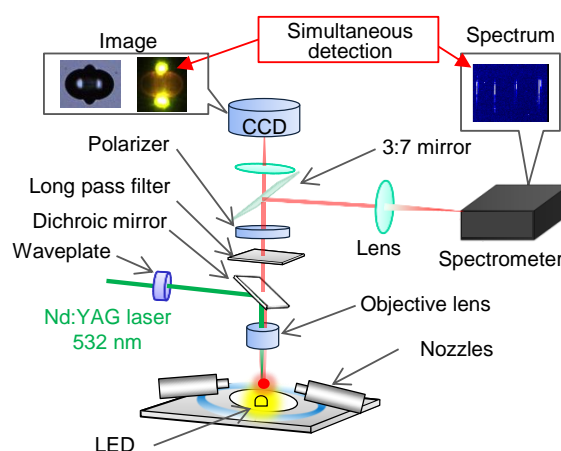 Image
Simultaneous
detection
Spectrum
CCD
Polarizer
3:7 mirror
Long pass filter
Dichroic mirror
Waveplate
Lens
Spectrometer
Nd:YAG laser
532 nm
Objective lens
Nozzles
LED